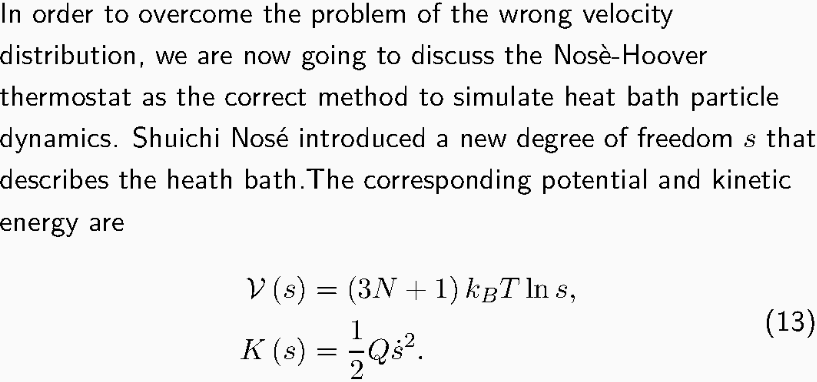 In order to overcome the problem of the wrong velocity
distribution, we are now going to discuss the Nosè-Hoover
thermostat as the correct method to simulate heat bath particle
dynamics. Shuichi Nosé introduced a new degree of freedom s that
describes the heath bath.The corresponding potential and kinetic
energy are
𝒱 (s) = (3N + 1) k_B T ln s,
K (s) = \frac{1}{2} Q\dot{s}^2.
(13)